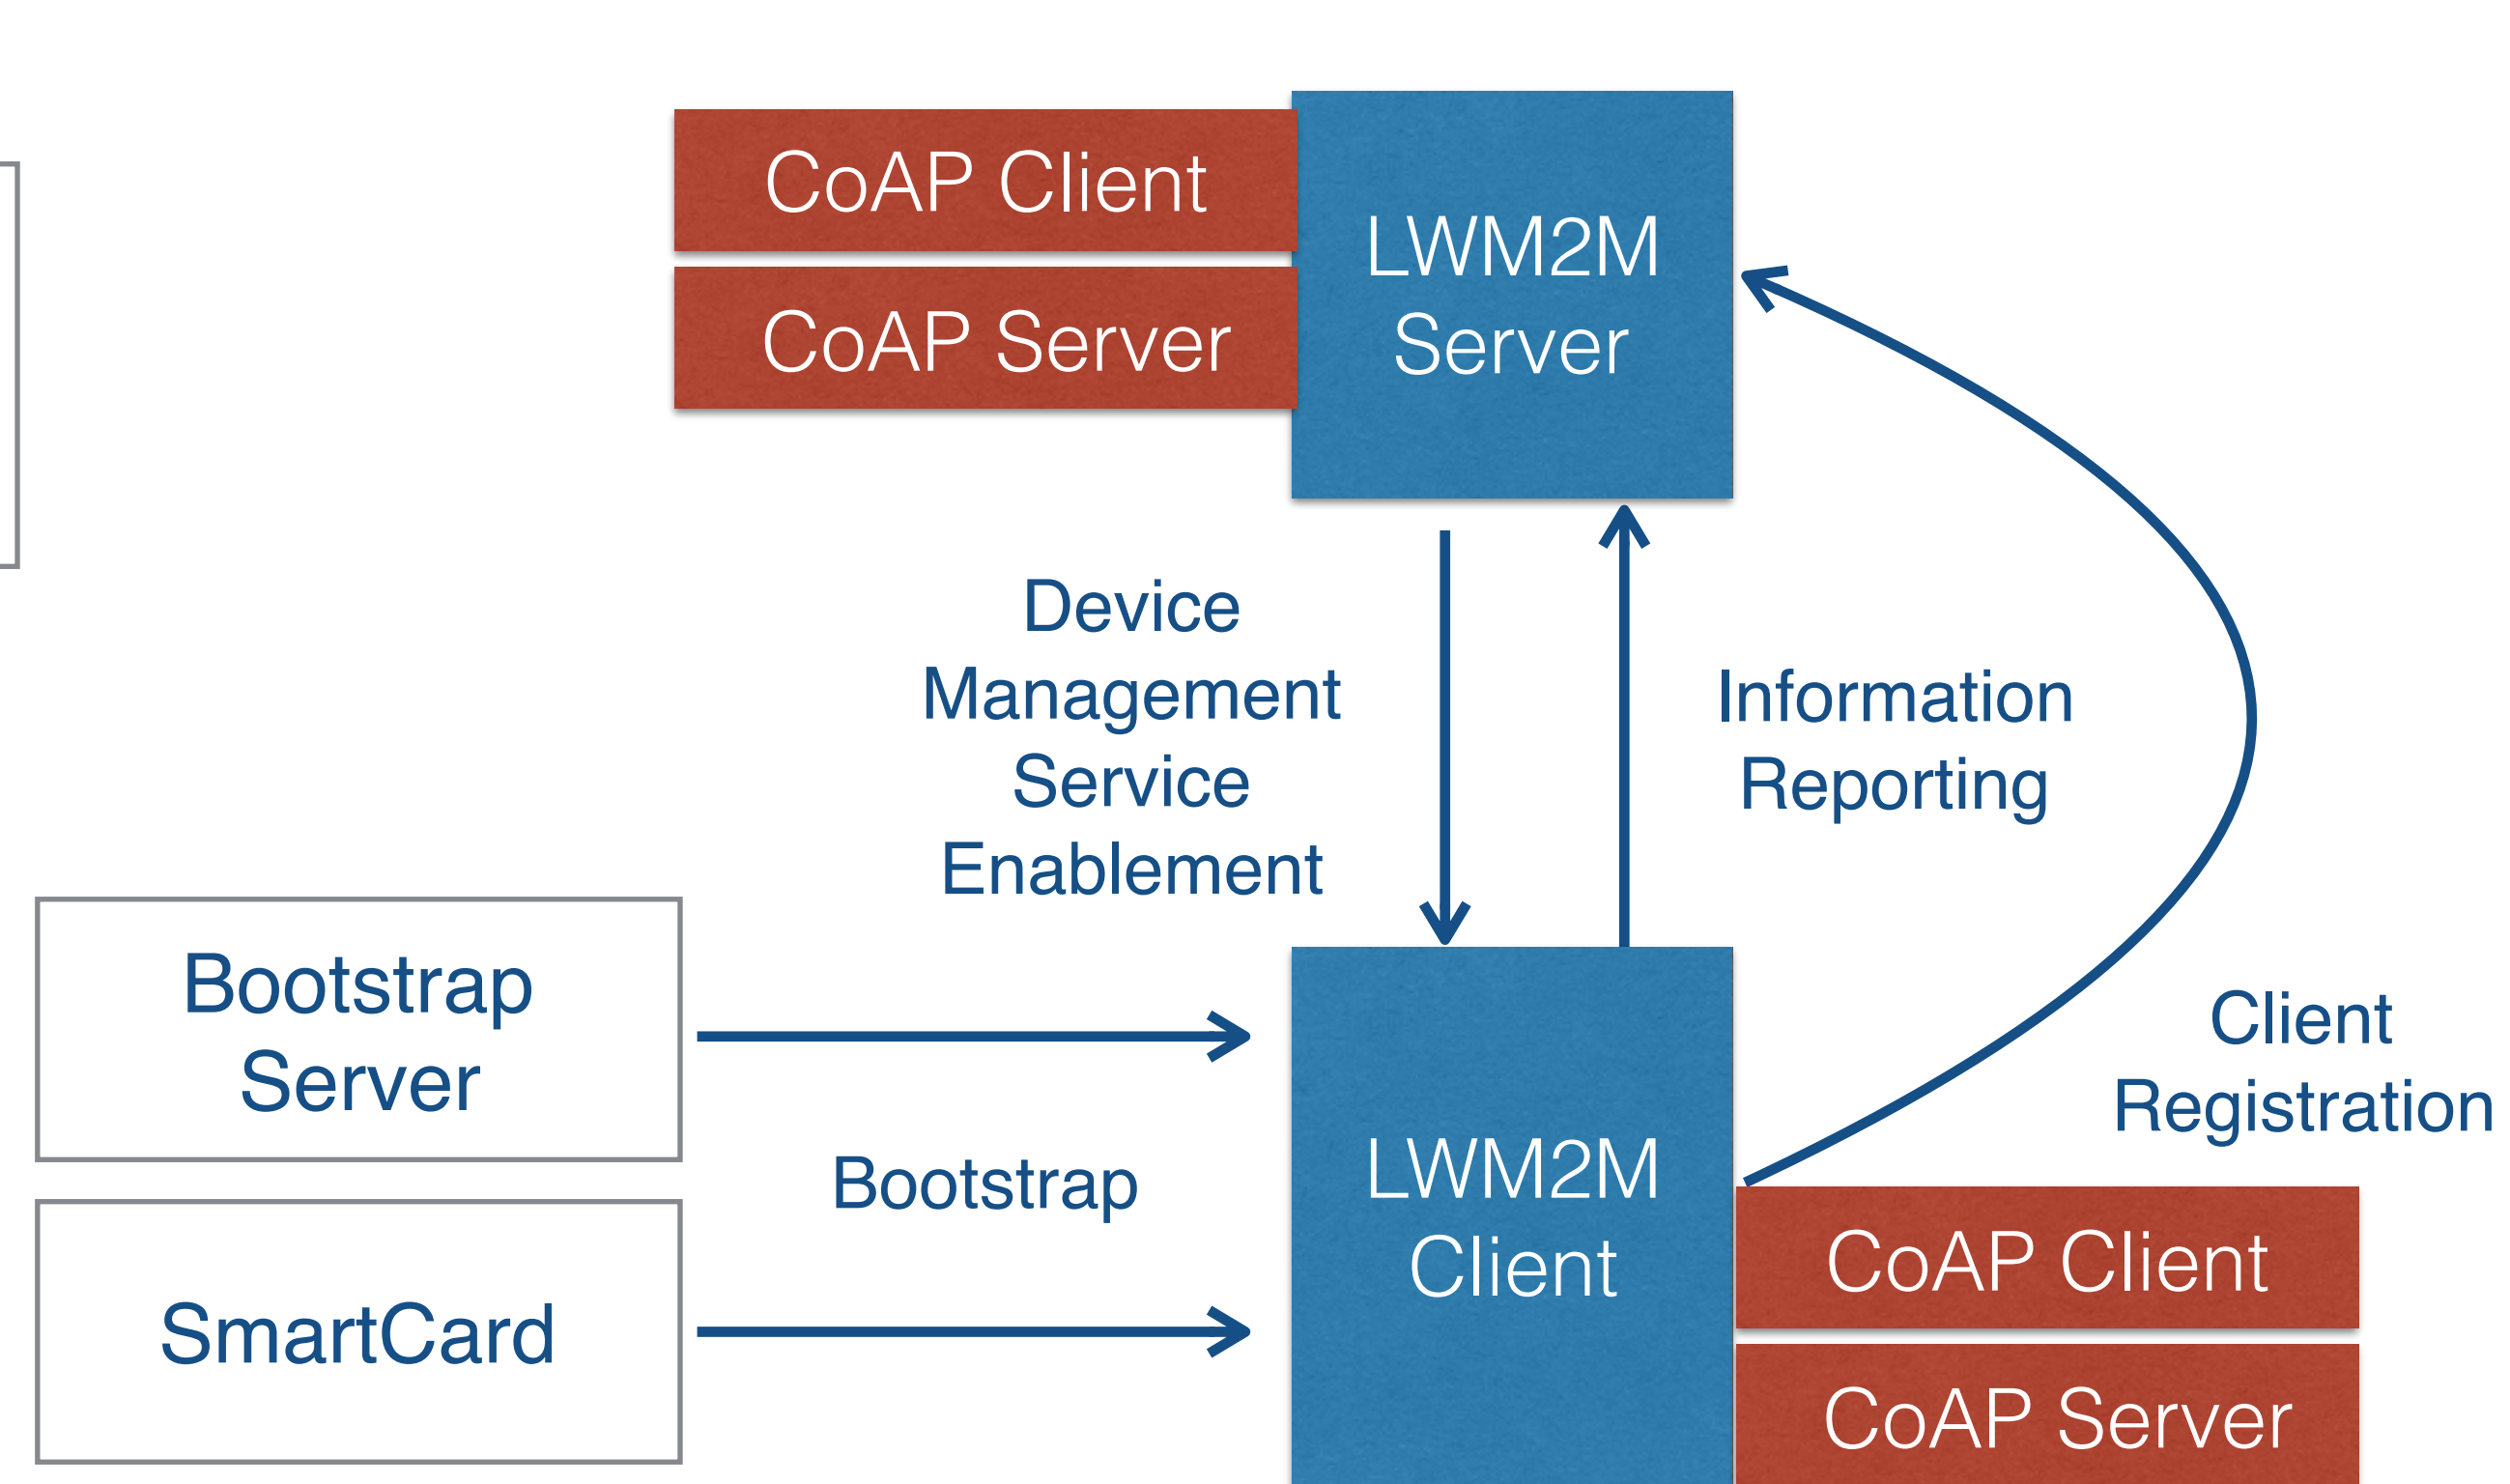 CoAP Client
CoAP Server
LWM2M
Server
Device
Management
Service
Enablement
Information
Reporting
Bootstrap
Server
Bootstrap
SmartCard
LWM2M
Client
Client
Registration
CoAP Client
CoAP Server